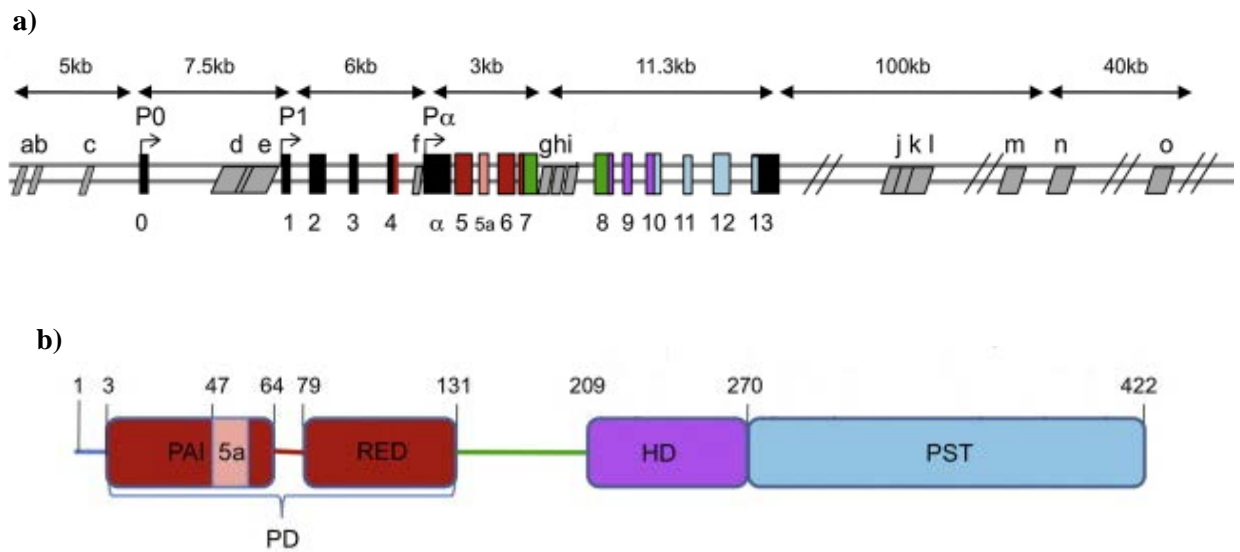 a)
5kb 7.5kb 6kb 3kb 11.3kb 100kb 40kb
P0 P1 Pα
ab c d e f ghi j k l m n o
0 1 2 3 4 α 5 5a 6 7 8 9 10 11 12 13
b)
1 3 47 64 79 131 209 270 422
PAI 5a RED HD PST
PD